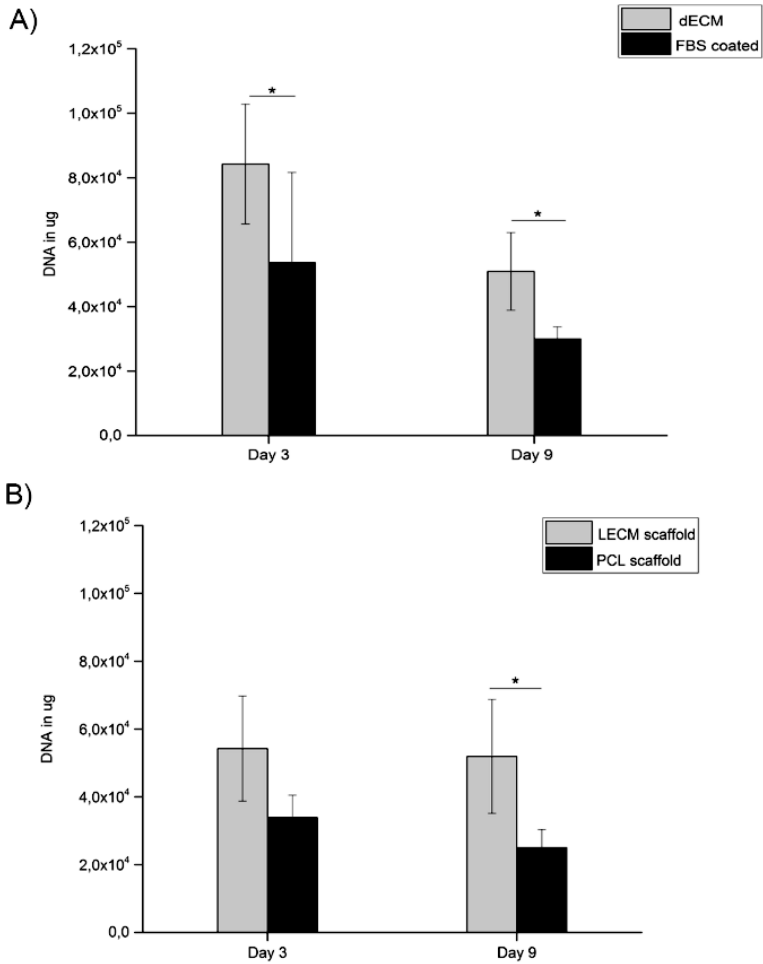 A)
dECM
FBS coated
1,2x10⁵
1,0x10⁵
8,0x10⁴
6,0x10⁴
4,0x10⁴
2,0x10⁴
0,0
DNA in ug
*
*
Day 3 Day 9
B)
LECM scaffold
PCL scaffold
1,2x10⁵
1,0x10⁵
8,0x10⁴
6,0x10⁴
4,0x10⁴
2,0x10⁴
0,0
DNA in ug
*
Day 3 Day 9